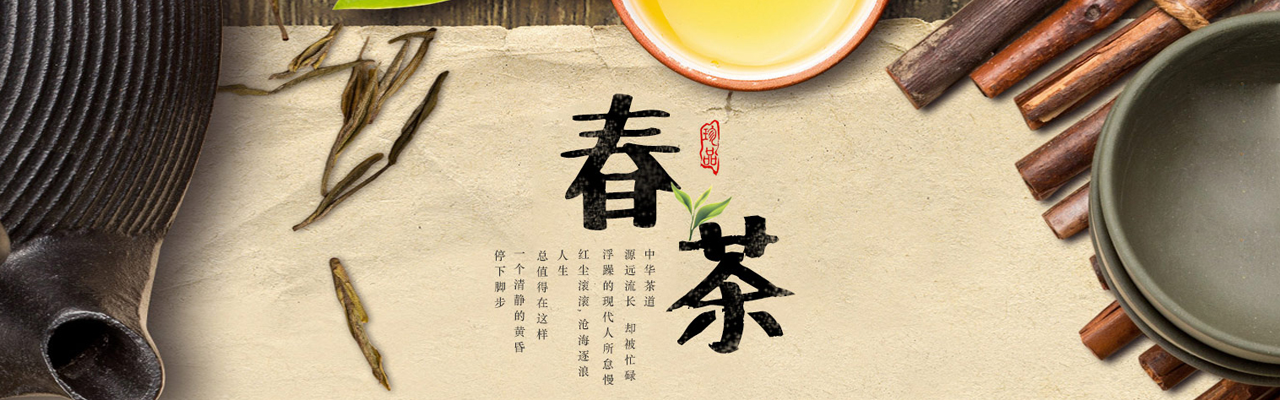 春茶
珍品
中华茶道
源远流长 却被忙碌
浮躁的现代人所怠慢
红尘滚滚,沧海逐浪
人生
总值得在这样
一个清静的黄昏
停下脚步